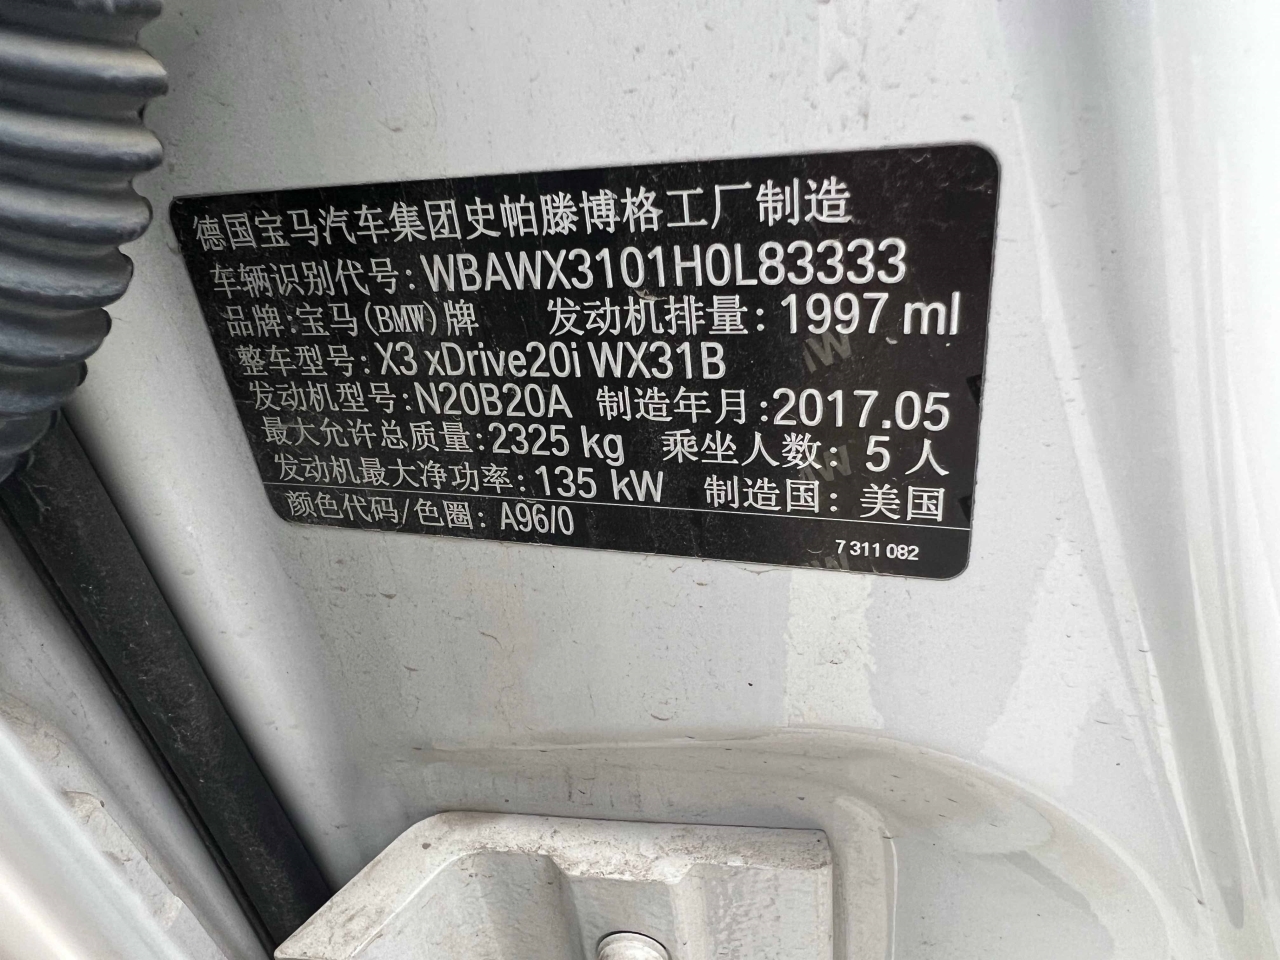 德国宝马汽车集团史帕滕博格工厂制造
车辆识别代号：WBAWX3101H0L83333
品牌：宝马(BMW)牌 发动机排量：1997 ml
整车型号：X3 xDrive20i WX31B
发动机型号：N20B20A 制造年月：2017.05
最大允许总质量：2325 kg 乘坐人数：5 人
发动机最大净功率：135 kW 制造国：美国
颜色代码/色圈：A96/0
7 311 082